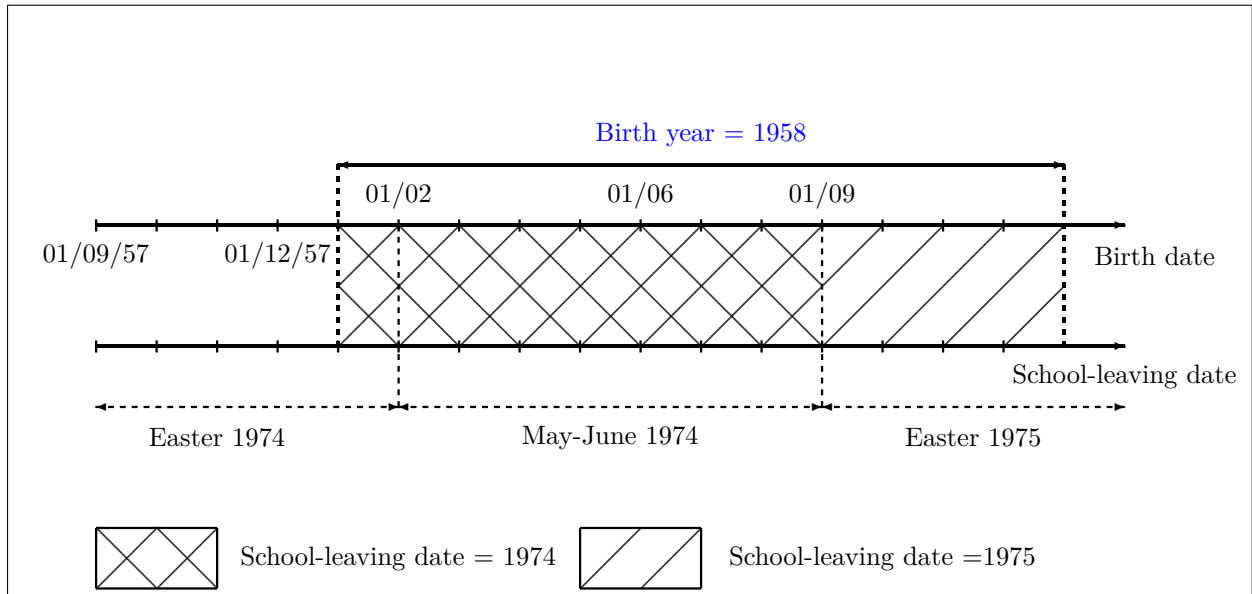 Birth year = 1958
01/02 01/06 01/09
01/09/57 01/12/57
Birth date
School-leaving date
Easter 1974 May-June 1974 Easter 1975
School-leaving date = 1974 School-leaving date =1975